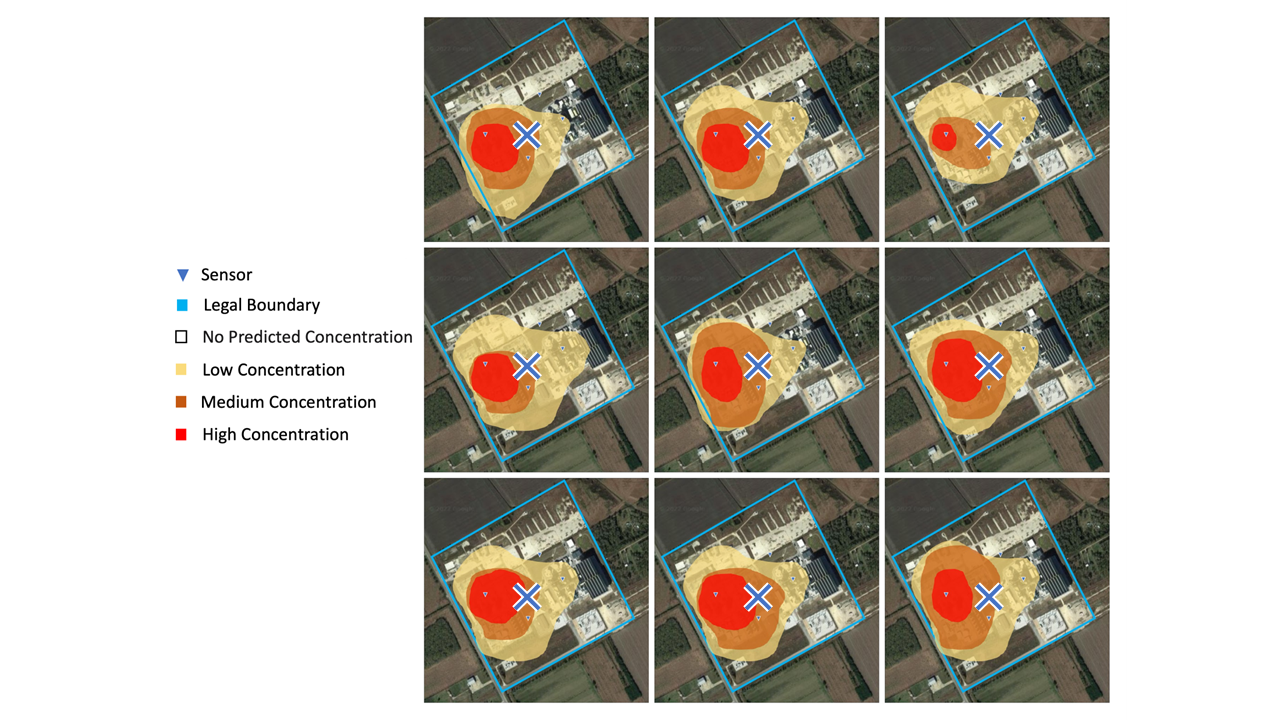 Sensor
Legal Boundary
No Predicted Concentration
Low Concentration
Medium Concentration
High Concentration